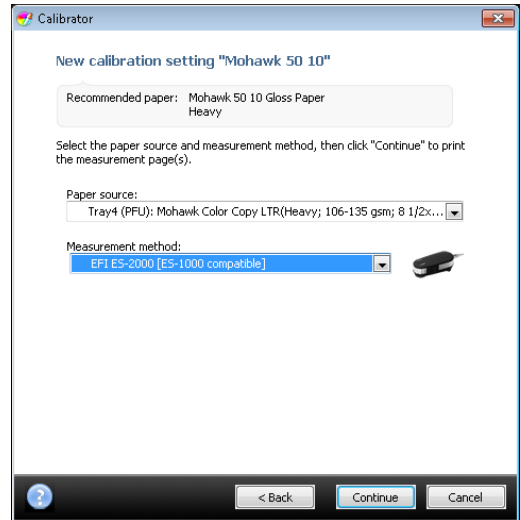 Calibrator
New calibration setting "Mohawk 50 10"
Recommended paper: Mohawk 50 10 Gloss Paper
Heavy
Select the paper source and measurement method, then click "Continue" to print
the measurement page(s).
Paper source:
Tray4 (PFU): Mohawk Color Copy LTR(Heavy; 106-135 gsm; 8 1/2x...
Measurement method:
EFI ES-2000 [ES-1000 compatible]
?
< Back
Continue
Cancel